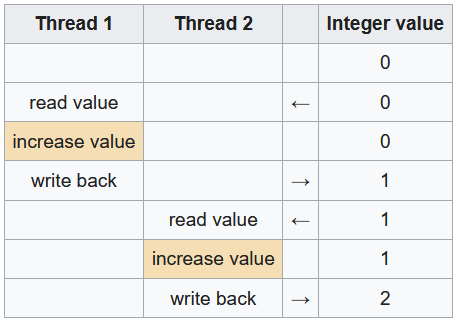 Thread 1 Thread 2 Integer value
0
read value ← 0
increase value 0
write back → 1
read value ← 1
increase value 1
write back → 2